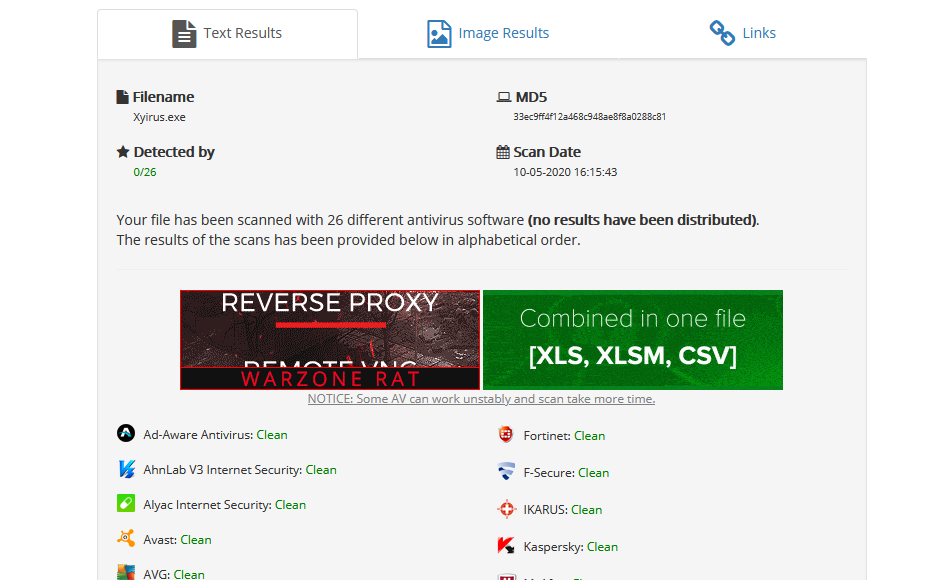 Text Results
Image Results
Links
Filename
Xyirus.exe
MD5
33ec9ff4f12a468c948ae8f8a0288c81
Detected by
0/26
Scan Date
10-05-2020 16:15:43
Your file has been scanned with 26 different antivirus software (no results have been distributed).
The results of the scans has been provided below in alphabetical order.
REVERSE PROXY
REMOTE VNC
WARZONE RAT
Combined in one file
[XLS, XLSM, CSV]
NOTICE: Some AV can work unstably and scan take more time.
Ad-Aware Antivirus: Clean
AhnLab V3 Internet Security: Clean
Alyac Internet Security: Clean
Avast: Clean
AVG: Clean
Fortinet: Clean
F-Secure: Clean
IKARUS: Clean
Kaspersky: Clean